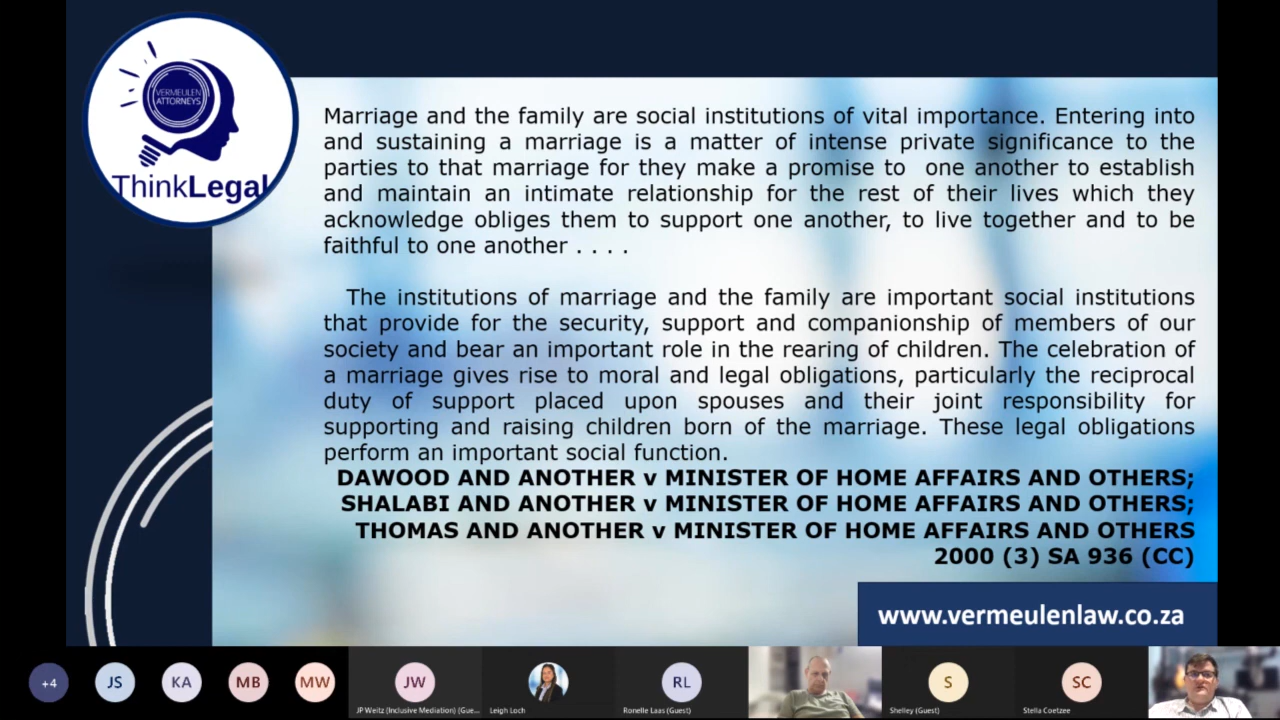 VERMEULEN
ATTORNEYS
ThinkLegal
Marriage and the family are social institutions of vital importance. Entering into
and sustaining a marriage is a matter of intense private significance to the
parties to that marriage for they make a promise to one another to establish
and maintain an intimate relationship for the rest of their lives which they
acknowledge obliges them to support one another, to live together and to be
faithful to one another . . . .
The institutions of marriage and the family are important social institutions
that provide for the security, support and companionship of members of our
society and bear an important role in the rearing of children. The celebration of
a marriage gives rise to moral and legal obligations, particularly the reciprocal
duty of support placed upon spouses and their joint responsibility for
supporting and raising children born of the marriage. These legal obligations
perform an important social function.
DAWOOD AND ANOTHER v MINISTER OF HOME AFFAIRS AND OTHERS;
SHALABI AND ANOTHER v MINISTER OF HOME AFFAIRS AND OTHERS;
THOMAS AND ANOTHER v MINISTER OF HOME AFFAIRS AND OTHERS
2000 (3) SA 936 (CC)
www.vermeulenlaw.co.za
+4
JS
KA
MB
MW
JW
JP Weitz (Inclusive Mediation) (Gue...
Leigh Loch
RL
Ronelle Laas (Guest)
S
Shelley (Guest)
SC
Stella Coetzee